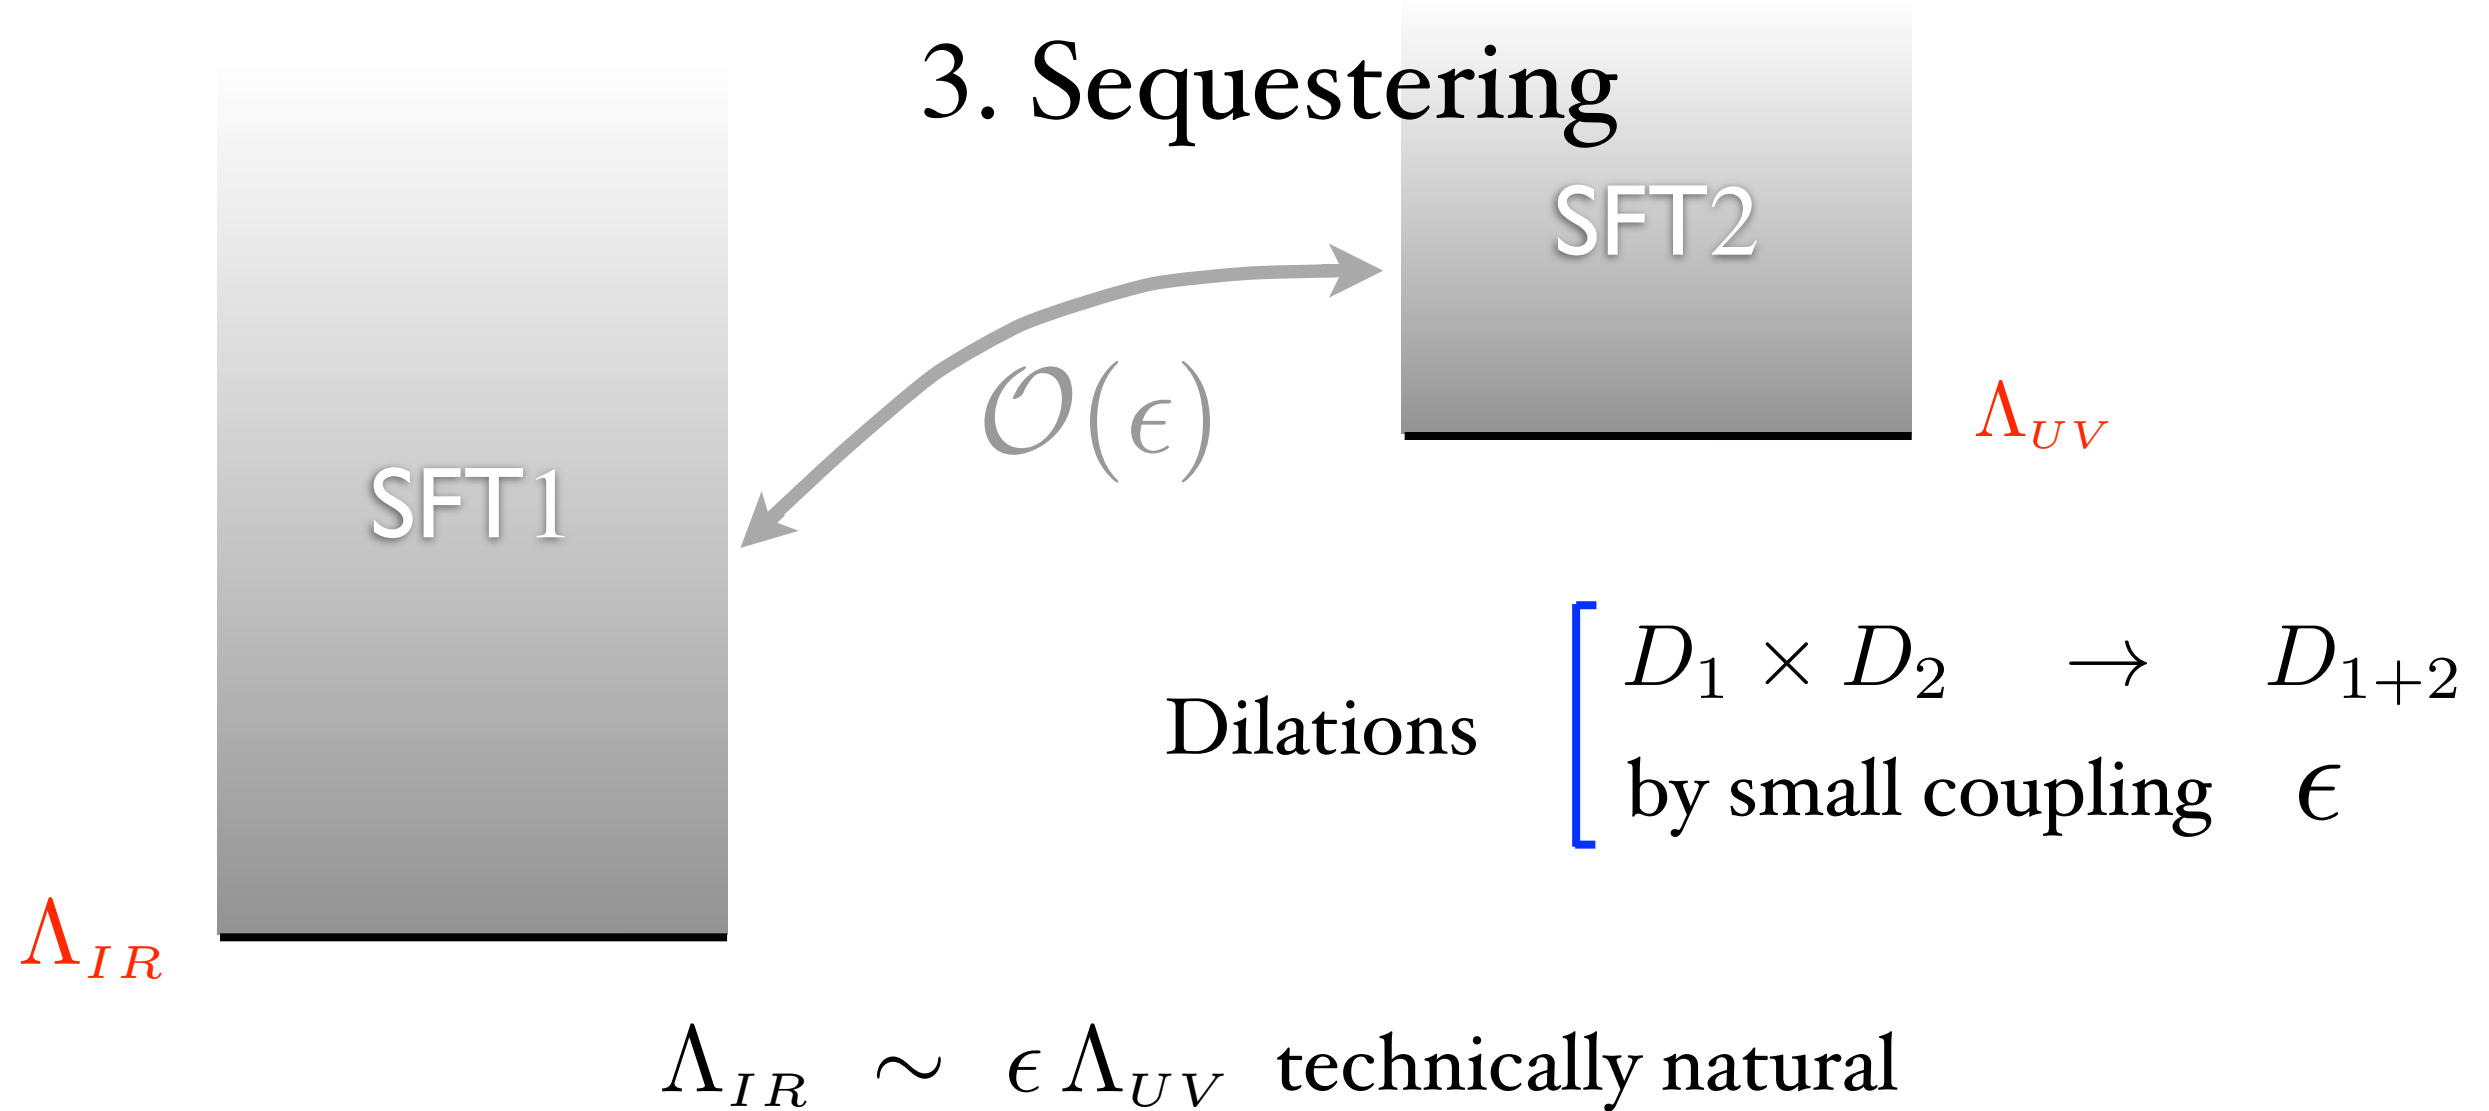 3. Sequestering
SFT2
SFT1
𝒪(ϵ)
Λ_UV
D₁ × D₂ → D₁₊₂
Dilations
by small coupling ϵ
Λ_IR
Λ_IR ~ ϵ Λ_UV technically natural